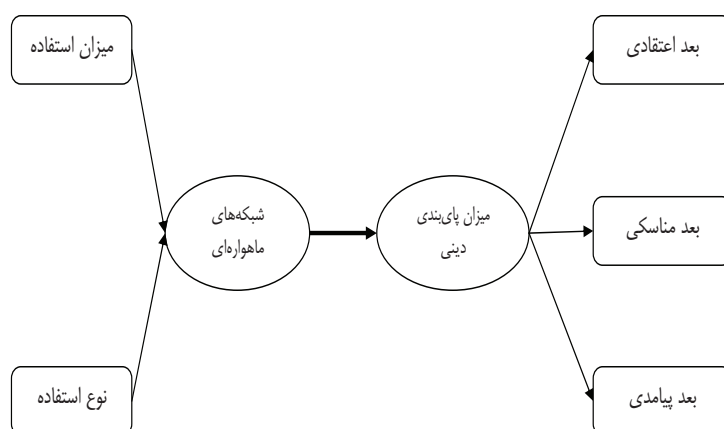 میزان استفاده
بعد اعتقادی
شبکه‌های
ماهواره‌ای
میزان پای‌بندی
دینی
بعد مناسکی
نوع استفاده
بعد پیامدی